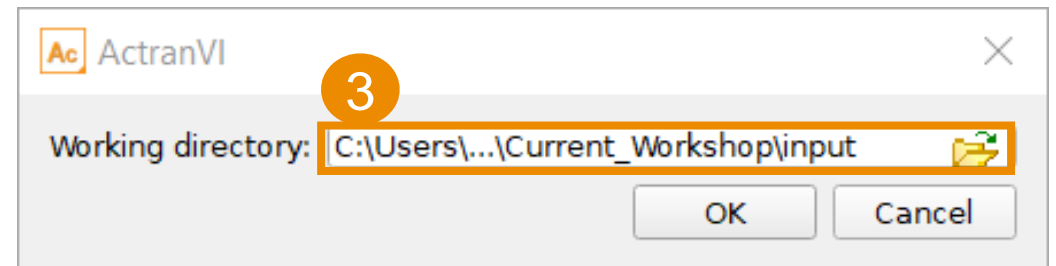 Ac ActranVI
3
Working directory: C:\Users\...\Current_Workshop\input
OK Cancel